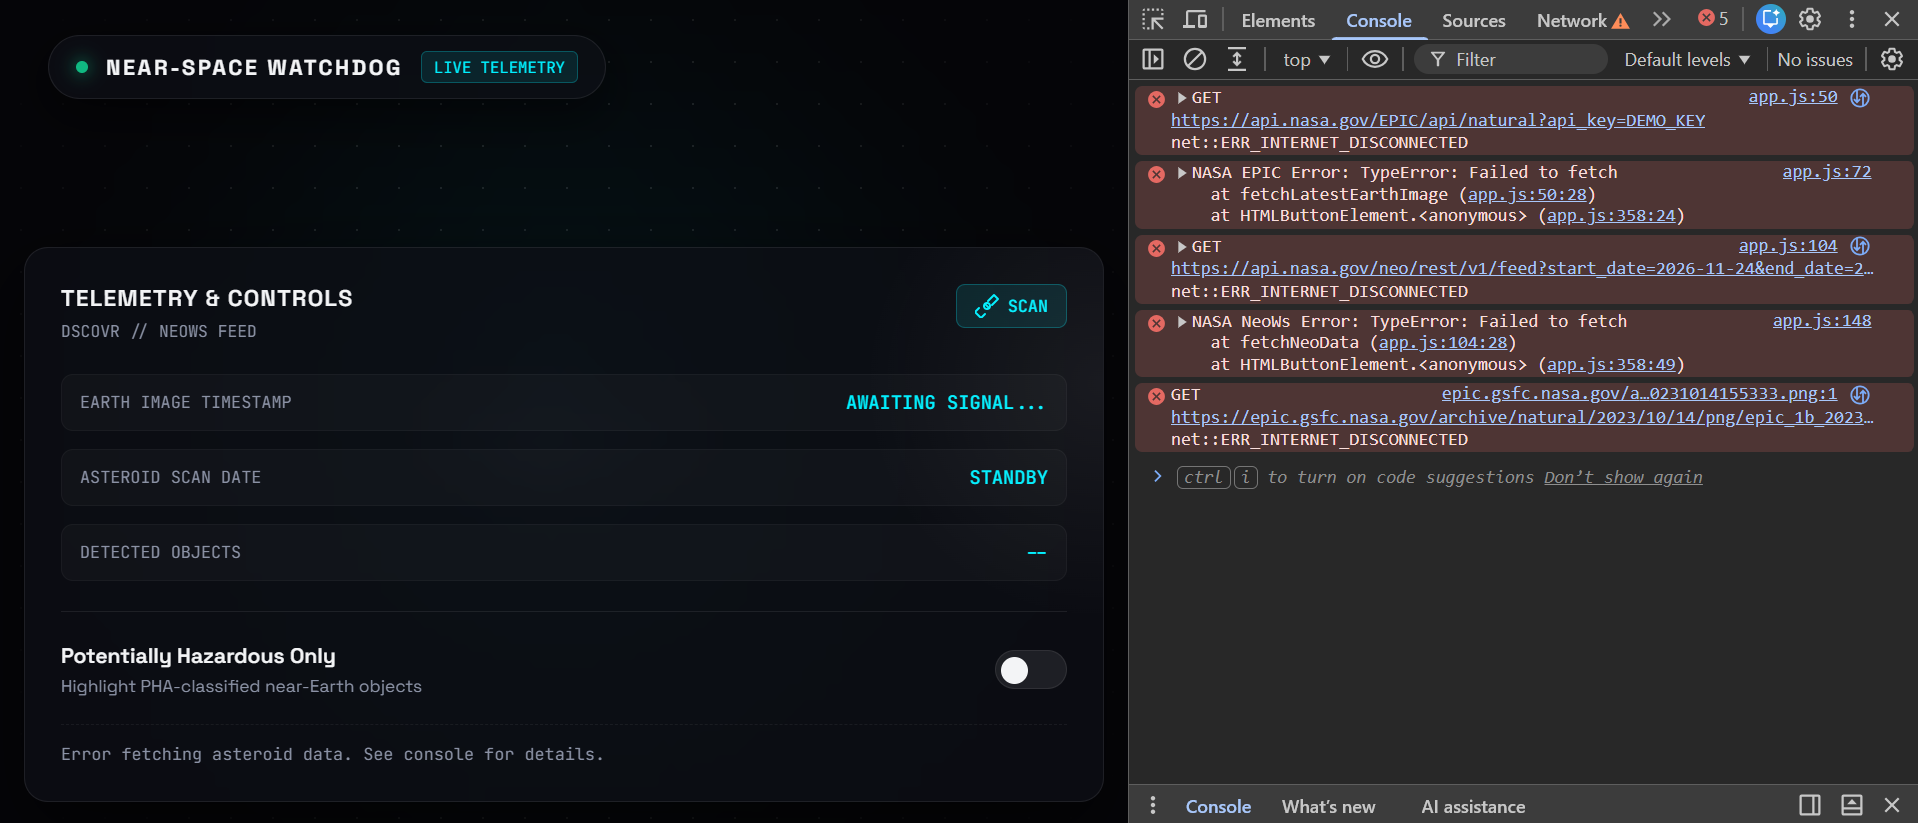 NEAR-SPACE WATCHDOG LIVE TELEMETRY
TELEMETRY & CONTROLS
DSCOVR // NEOWS FEED
SCAN
EARTH IMAGE TIMESTAMP AWAITING SIGNAL...
ASTEROID SCAN DATE STANDBY
DETECTED OBJECTS --
Potentially Hazardous Only
Highlight PHA-classified near-Earth objects
Error fetching asteroid data. See console for details.
Elements Console Sources Network 5
top Filter Default levels No issues
GET app.js:50
https://api.nasa.gov/EPIC/api/natural?api_key=DEMO_KEY
net::ERR_INTERNET_DISCONNECTED
NASA EPIC Error: TypeError: Failed to fetch app.js:72
at fetchLatestEarthImage (app.js:50:28)
at HTMLButtonElement.<anonymous> (app.js:358:24)
GET app.js:104
https://api.nasa.gov/neo/rest/v1/feed?start_date=2026-11-24&end_date=2…
net::ERR_INTERNET_DISCONNECTED
NASA NeoWs Error: TypeError: Failed to fetch app.js:148
at fetchNeoData (app.js:104:28)
at HTMLButtonElement.<anonymous> (app.js:358:49)
GET epic.gsfc.nasa.gov/a…0231014155333.png:1
https://epic.gsfc.nasa.gov/archive/natural/2023/10/14/png/epic_1b_2023…
net::ERR_INTERNET_DISCONNECTED
ctrl i to turn on code suggestions Don't show again
Console What's new AI assistance